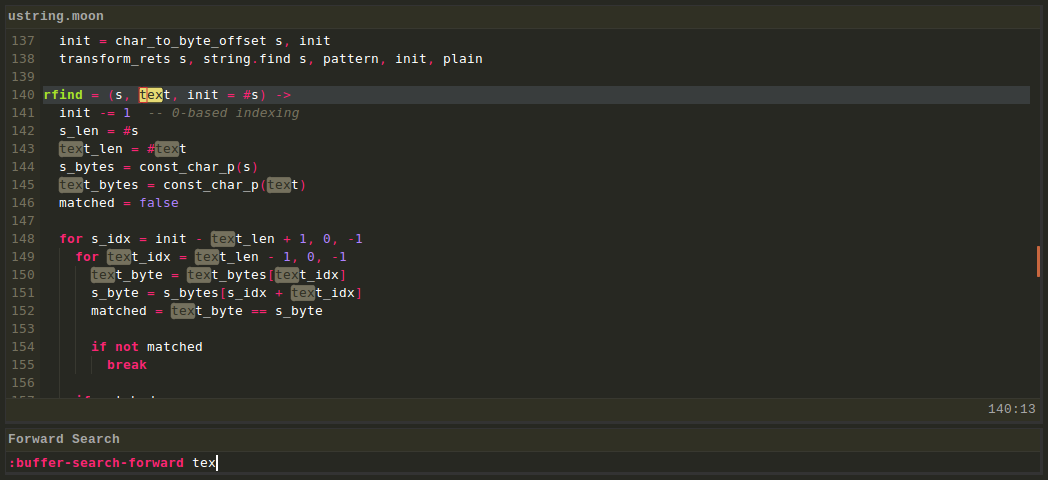 ustring.moon
137 init = char_to_byte_offset s, init
138 transform_rets s, string.find s, pattern, init, plain
139
140 rfind = (s, text, init = #s) ->
141 init -= 1  -- 0-based indexing
142 s_len = #s
143 text_len = #text
144 s_bytes = const_char_p(s)
145 text_bytes = const_char_p(text)
146 matched = false
147
148 for s_idx = init - text_len + 1, 0, -1
149 for text_idx = text_len - 1, 0, -1
150 text_byte = text_bytes[text_idx]
151 s_byte = s_bytes[s_idx + text_idx]
152 matched = text_byte == s_byte
153
154 if not matched
155 break
156
140:13
Forward Search
:buffer-search-forward tex